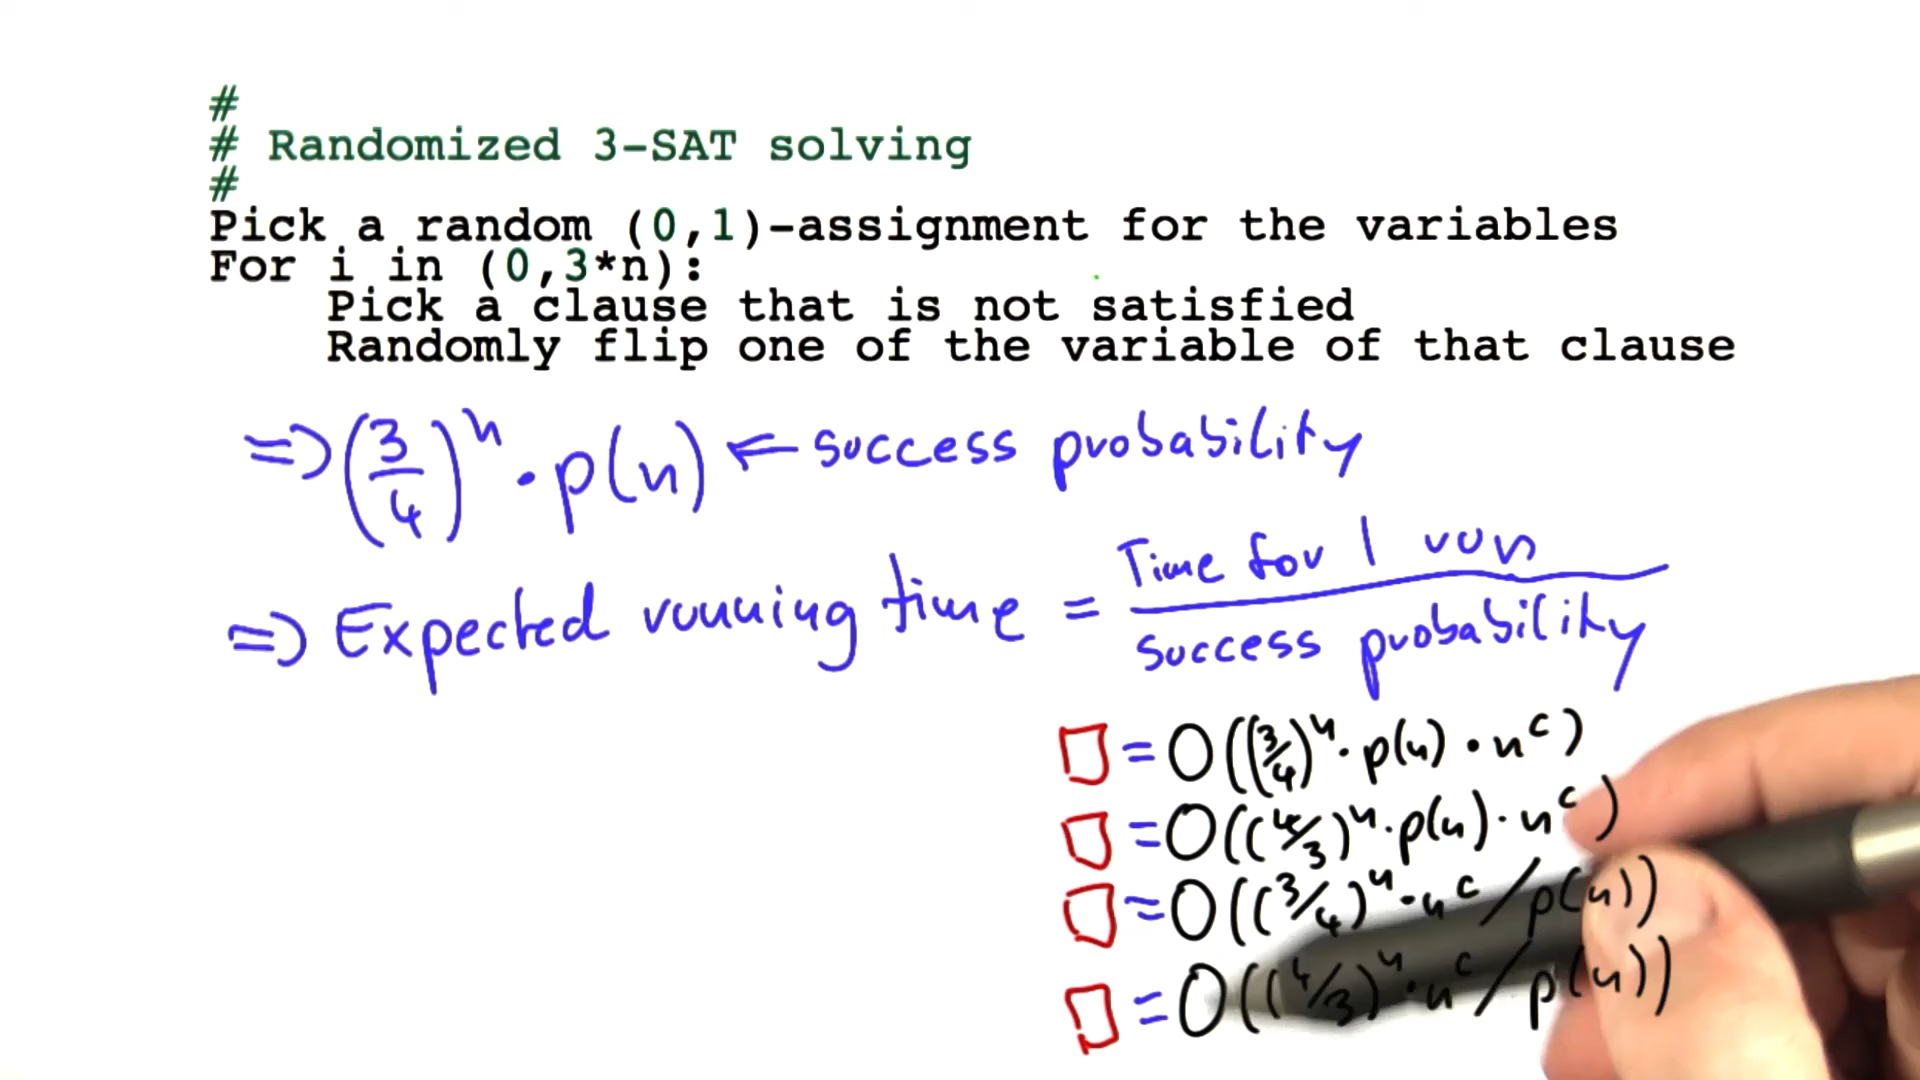 #
# Randomized 3-SAT solving
#
Pick a random (0,1)-assignment for the variables
For i in (0,3*n):
Pick a clause that is not satisfied
Randomly flip one of the variable of that clause
=> (3/4)^n · p(n) ← success probability
=> Expected running time = Time for 1 run / success probability
□ = O((3/4)^n · p(n) · n^c)
□ = O((4/3)^n · p(n) · n^c)
□ = O((3/4)^n · n^c / p(n))
□ = O((4/3)^n · n^c / p(n))